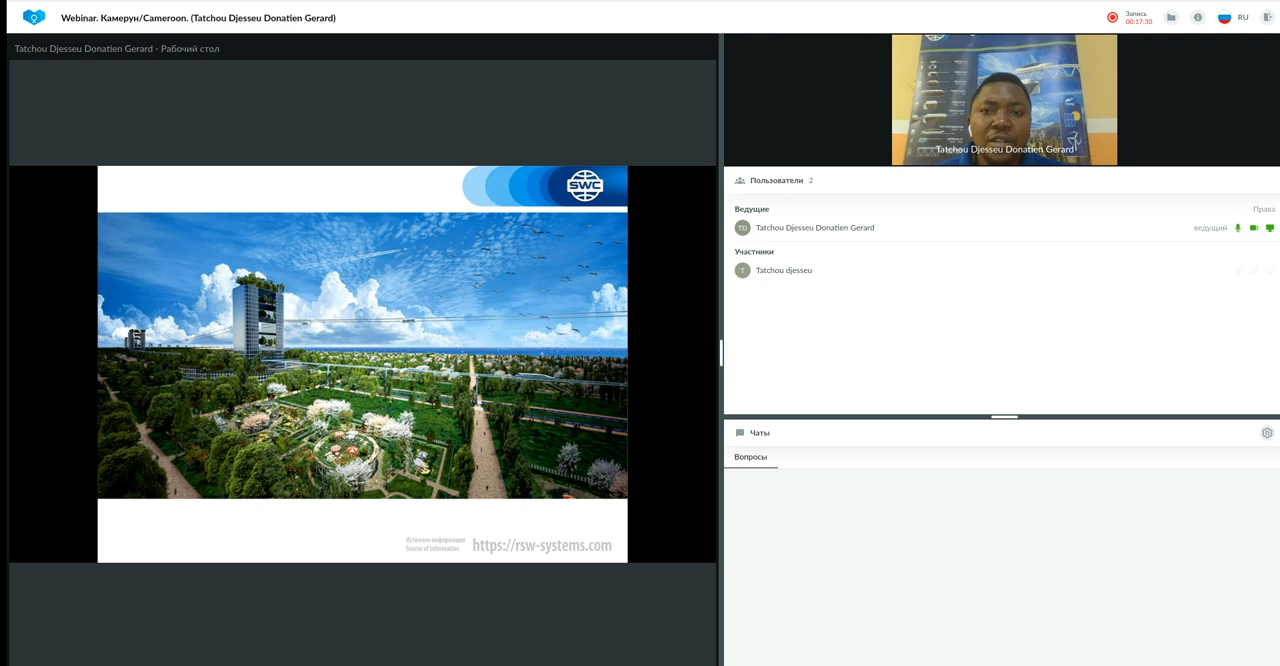 Webinar. Камерун/Cameroon. (Tatchou Djesseu Donatien Gerard)
Запись
00:17:30
RU
Tatchou Djesseu Donatien Gerard - Рабочий стол
SWC
Источник информации
Source of information
https://rsw-systems.com
Tatchou Djesseu Donatien Gerard
Пользователи 2
Ведущие Права
TD Tatchou Djesseu Donatien Gerard ведущий
Участники
T Tatchou djesseu
Чаты
Вопросы